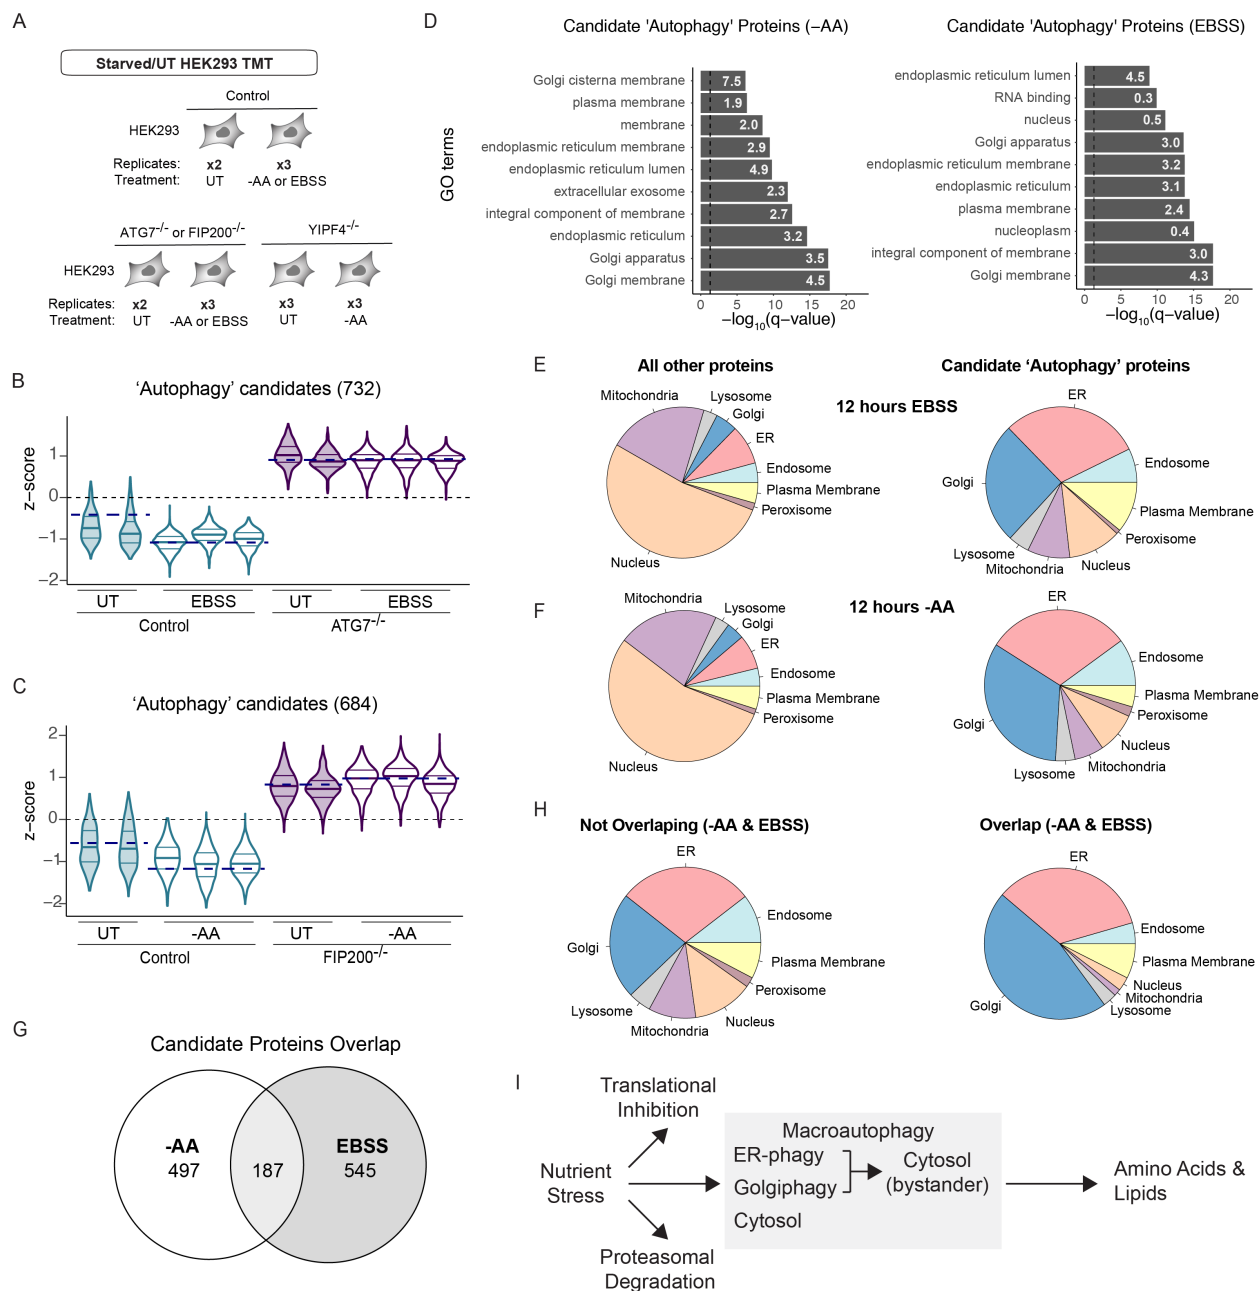 A
Starved/UT HEK293 TMT
Control
HEK293
Replicates: x2 x3
Treatment: UT -AA or EBSS
ATG7-/- or FIP200-/- YIPF4-/-
HEK293
Replicates: x2 x3 x3 x3
Treatment: UT -AA or EBSS UT -AA
B
'Autophagy' candidates (732)
z-score
1
0
−1
−2
UT EBSS UT EBSS
Control ATG7-/-
C
'Autophagy' candidates (684)
z-score
2
1
0
−1
−2
UT -AA UT -AA
Control FIP200-/-
D
Candidate 'Autophagy' Proteins (−AA)
GO terms
Golgi cisterna membrane 7.5
plasma membrane 1.9
membrane 2.0
endoplasmic reticulum membrane 2.9
endoplasmic reticulum lumen 4.9
extracellular exosome 2.3
integral component of membrane 2.7
endoplasmic reticulum 3.2
Golgi apparatus 3.5
Golgi membrane 4.5
0 5 10 15 20
−log10(q−value)
Candidate 'Autophagy' Proteins (EBSS)
endoplasmic reticulum lumen 4.5
RNA binding 0.3
nucleus 0.5
Golgi apparatus 3.0
endoplasmic reticulum membrane 3.2
endoplasmic reticulum 3.1
plasma membrane 2.4
nucleoplasm 0.4
integral component of membrane 3.0
Golgi membrane 4.3
0 5 10 15 20
−log10(q−value)
E
All other proteins
Candidate 'Autophagy' proteins
12 hours EBSS
Mitochondria
Lysosome
Golgi
ER
Endosome
Plasma Membrane
Peroxisome
Nucleus
ER
Endosome
Plasma Membrane
Peroxisome
Nucleus
Mitochondria
Lysosome
Golgi
F
12 hours -AA
Mitochondria
Lysosome
Golgi
ER
Endosome
Plasma Membrane
Peroxisome
Nucleus
ER
Endosome
Plasma Membrane
Peroxisome
Nucleus
Mitochondria
Lysosome
Golgi
G
Candidate Proteins Overlap
-AA
497
187
EBSS
545
H
Not Overlaping (-AA & EBSS)
ER
Endosome
Plasma Membrane
Peroxisome
Nucleus
Mitochondria
Lysosome
Golgi
Overlap (-AA & EBSS)
ER
Endosome
Plasma Membrane
Nucleus
Mitochondria
Lysosome
Golgi
I
Nutrient
Stress
Translational
Inhibition
Proteasomal
Degradation
Macroautophagy
ER-phagy
Golgiphagy
Cytosol
Cytosol
(bystander)
Amino Acids &
Lipids